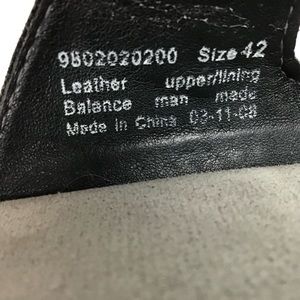 9802020200 Size 42
Leather upper/lining
Balance man made
Made in China 03-11-08